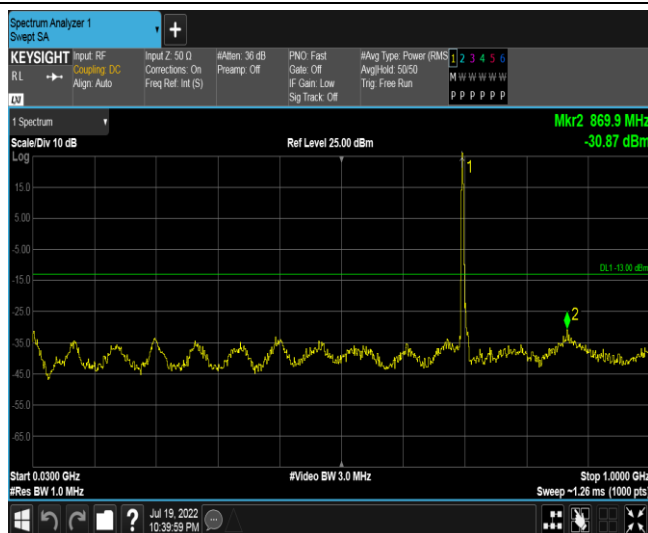 Spectrum Analyzer 1
Swept SA
+
KEYSIGHT
RL
LXI
Input: RF
Coupling: DC
Align: Auto
Input Z: 50 Ω
Corrections: On
Freq Ref: Int (S)
#Atten: 36 dB
Preamp: Off
PNO: Fast
Gate: Off
IF Gain: Low
Sig Track: Off
#Avg Type: Power (RMS
Avg|Hold: 50/50
Trig: Free Run
1 2 3 4 5 6
M W W W W W
P P P P P P
1 Spectrum
Mkr2 869.9 MHz
-30.87 dBm
Scale/Div 10 dB
Ref Level 25.00 dBm
Log
1
15.0
5.00
-5.00
DL1 -13.00 dBm
-15.0
-25.0
2
-35.0
-45.0
-55.0
-65.0
Start 0.0300 GHz
#Video BW 3.0 MHz
Stop 1.0000 GHz
#Res BW 1.0 MHz
Sweep ~1.26 ms (1000 pts)
?
Jul 19, 2022
10:39:59 PM